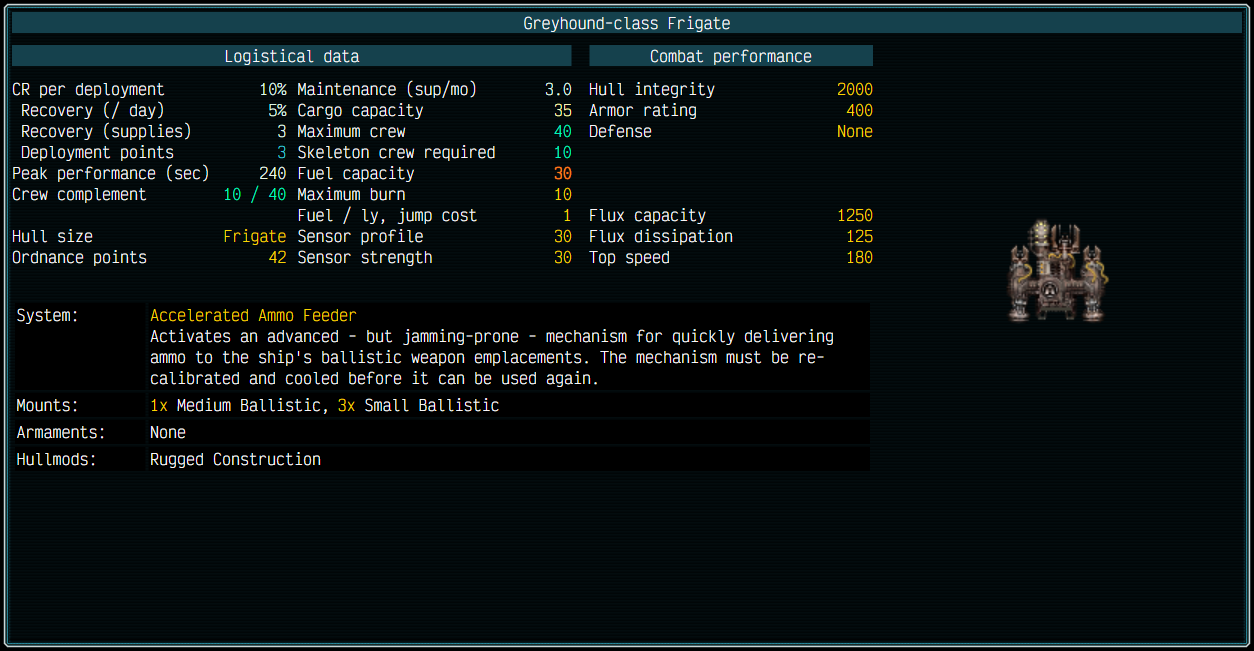 Greyhound-class Frigate
Logistical data
Combat performance
CR per deployment 10% Maintenance (sup/mo) 3.0 Hull integrity 2000
Recovery (/ day) 5% Cargo capacity 35 Armor rating 400
Recovery (supplies) 3 Maximum crew 40 Defense None
Deployment points 3 Skeleton crew required 10
Peak performance (sec) 240 Fuel capacity 30
Crew complement 10 / 40 Maximum burn 10
Fuel / ly, jump cost 1 Flux capacity 1250
Hull size Frigate Sensor profile 30 Flux dissipation 125
Ordnance points 42 Sensor strength 30 Top speed 180
System: Accelerated Ammo Feeder
Activates an advanced - but jamming-prone - mechanism for quickly delivering
ammo to the ship's ballistic weapon emplacements. The mechanism must be re-
calibrated and cooled before it can be used again.
Mounts: 1x Medium Ballistic, 3x Small Ballistic
Armaments: None
Hullmods: Rugged Construction